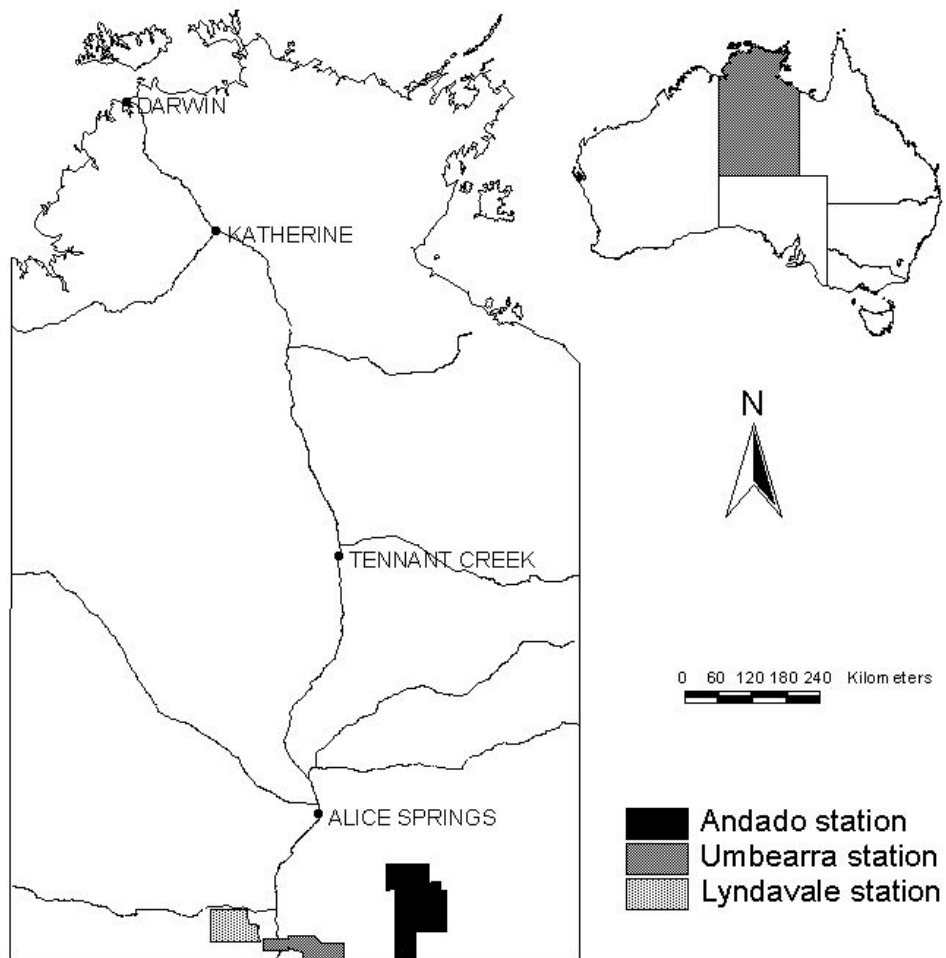 DARWIN
KATHERINE
N
TENNANT CREEK
0 60 120 180 240 Kilometers
ALICE SPRINGS
Andado station
Umbearra station
Lyndavale station